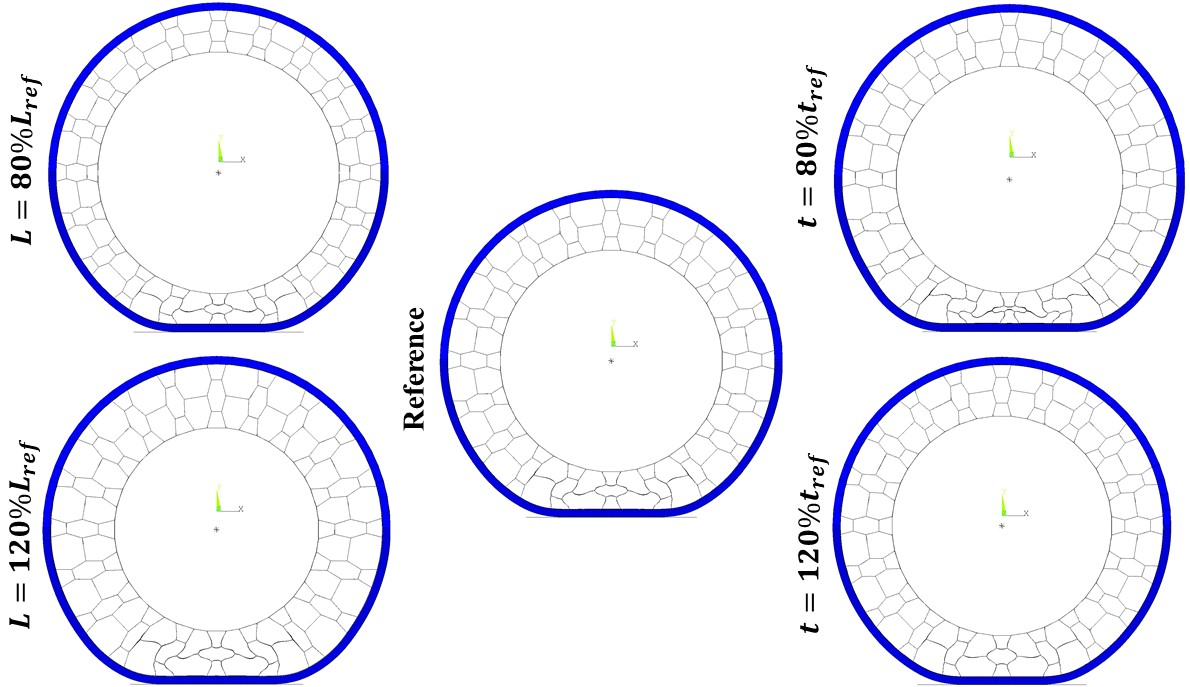 L = 80%L_ref
Y
X
L = 120%L_ref
Y
X
Reference
Y
X
t = 80%t_ref
Y
X
t = 120%t_ref
Y
X